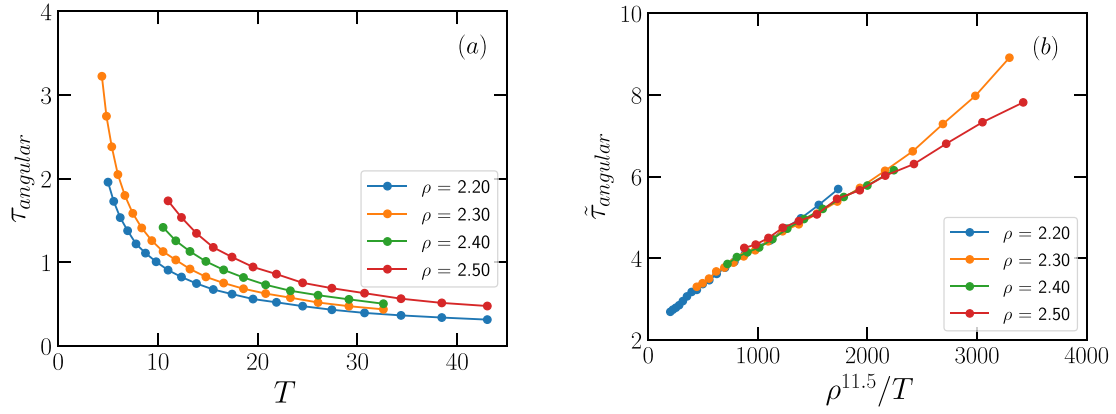 4
3
2
1
0
τ_angular
(a)
ρ = 2.20
ρ = 2.30
ρ = 2.40
ρ = 2.50
0 10 20 30 40
T
10
8
6
4
2
τ̃_angular
(b)
ρ = 2.20
ρ = 2.30
ρ = 2.40
ρ = 2.50
0 1000 2000 3000 4000
ρ^11.5/T